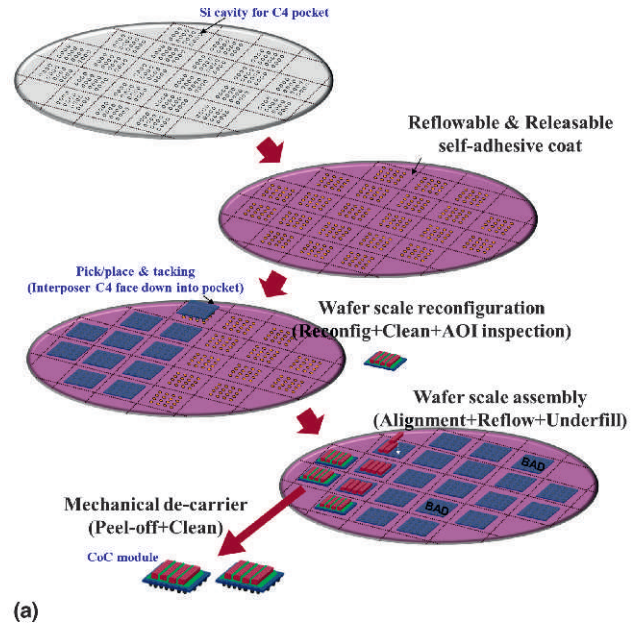 Si cavity for C4 pocket
Reflowable & Releasable
self-adhesive coat
Pick/place & tacking
(Interposer C4 face down into pocket)
Wafer scale reconfiguration
(Reconfig+Clean+AOI inspection)
Wafer scale assembly
(Alignment+Reflow+Underfill)
BAD
BAD
Mechanical de-carrier
(Peel-off+Clean)
CoC module
(a)